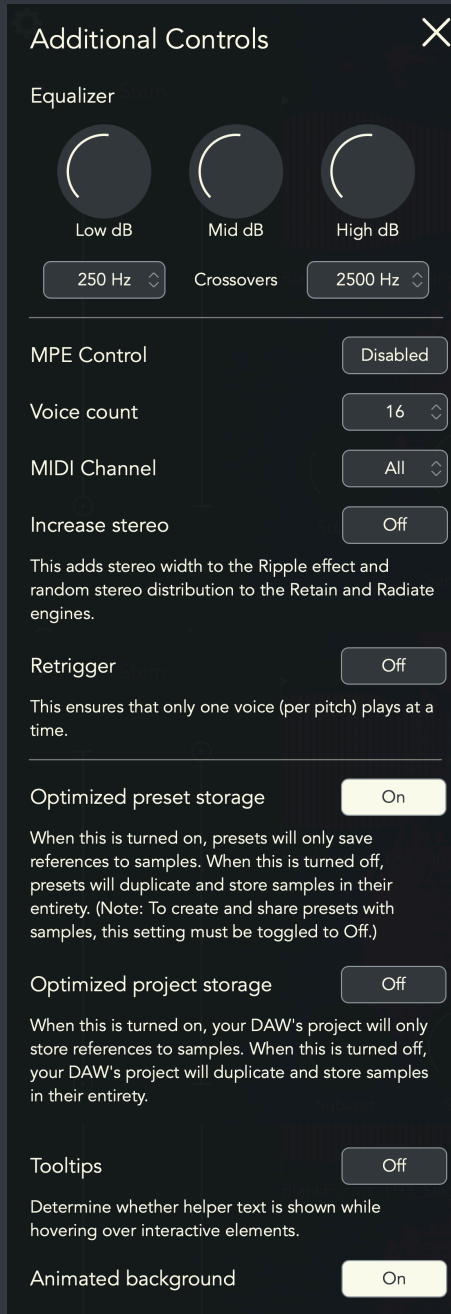 Additional Controls
Equalizer
Low dB
Mid dB
High dB
250 Hz
Crossovers
2500 Hz
MPE Control
Disabled
Voice count
16
MIDI Channel
All
Increase stereo
Off
This adds stereo width to the Ripple effect and
random stereo distribution to the Retain and Radiate
engines.
Retrigger
Off
This ensures that only one voice (per pitch) plays at a
time.
Optimized preset storage
On
When this is turned on, presets will only save
references to samples. When this is turned off,
presets will duplicate and store samples in their
entirety. (Note: To create and share presets with
samples, this setting must be toggled to Off.)
Optimized project storage
Off
When this is turned on, your DAW's project will only
store references to samples. When this is turned off,
your DAW's project will duplicate and store samples
in their entirety.
Tooltips
Off
Determine whether helper text is shown while
hovering over interactive elements.
Animated background
On